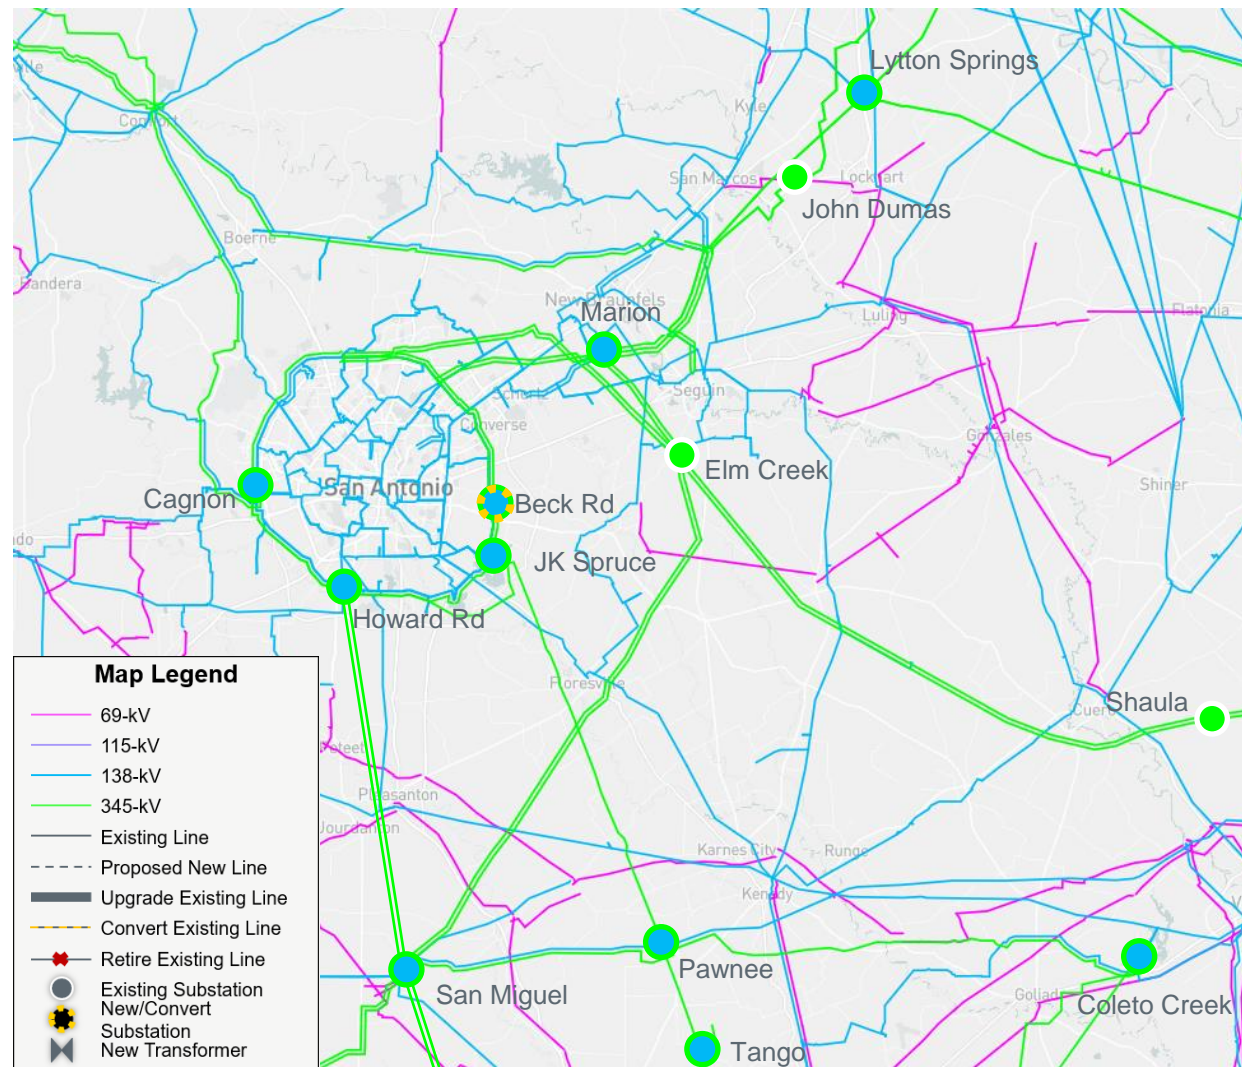 Lytton Springs
Kyle
Comfort
San Marcos
Lockhart
John Dumas
Boerne
Bandera
New Braunfels
Marion
Luling
Flatonia
Schertz
Seguin
Converse
Gonzales
Elm Creek
Shiner
Cagnon
San Antonio
Beck Rd
JK Spruce
Howard Rd
Floresville
Shaula
Cuero
Poteet
Pleasanton
Jourdanton
Karnes City
Runge
Kenedy
Pawnee
San Miguel
Goliad
Coleto Creek
Tango
Map Legend
69-kV
115-kV
138-kV
345-kV
Existing Line
Proposed New Line
Upgrade Existing Line
Convert Existing Line
Retire Existing Line
Existing Substation
New/Convert
Substation
New Transformer